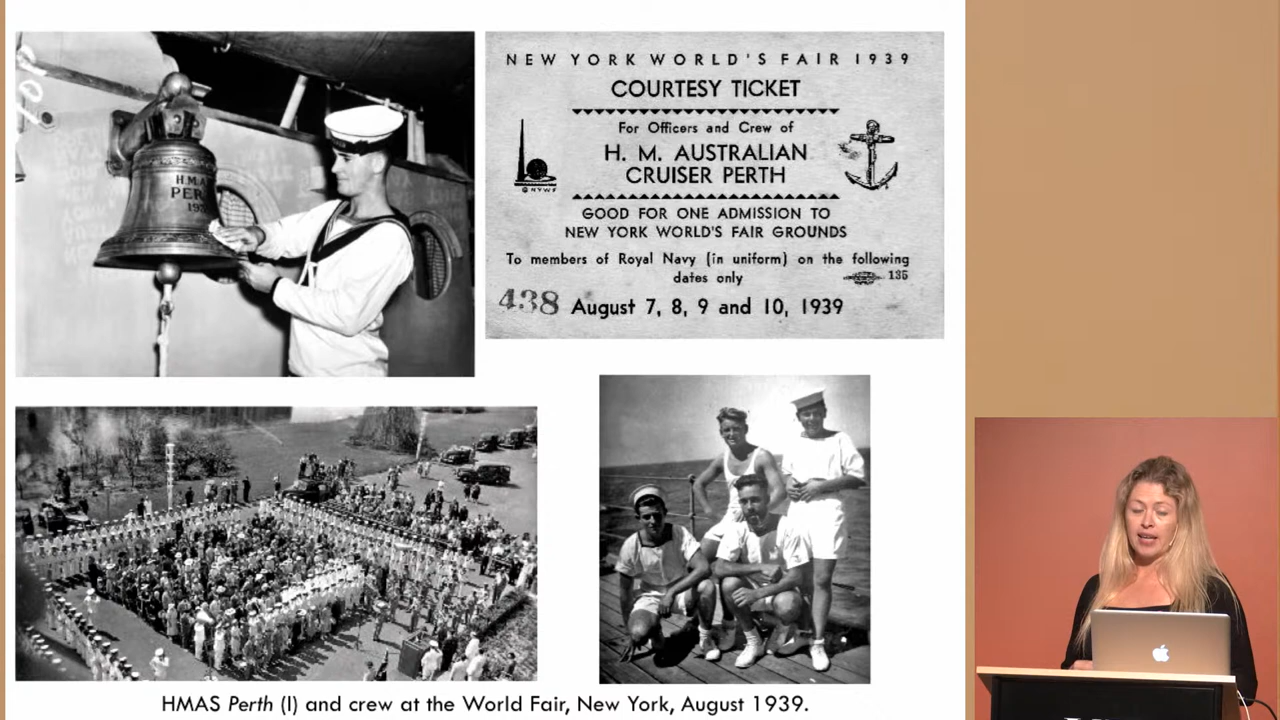 H.M.A
PER
193
NEW YORK WORLD'S FAIR 1939
COURTESY TICKET
For Officers and Crew of
H. M. AUSTRALIAN
CRUISER PERTH
© NYWF
GOOD FOR ONE ADMISSION TO
NEW YORK WORLD'S FAIR GROUNDS
To members of Royal Navy (in uniform) on the following
dates only
135
438 August 7, 8, 9 and 10, 1939
HMAS Perth (I) and crew at the World Fair, New York, August 1939.